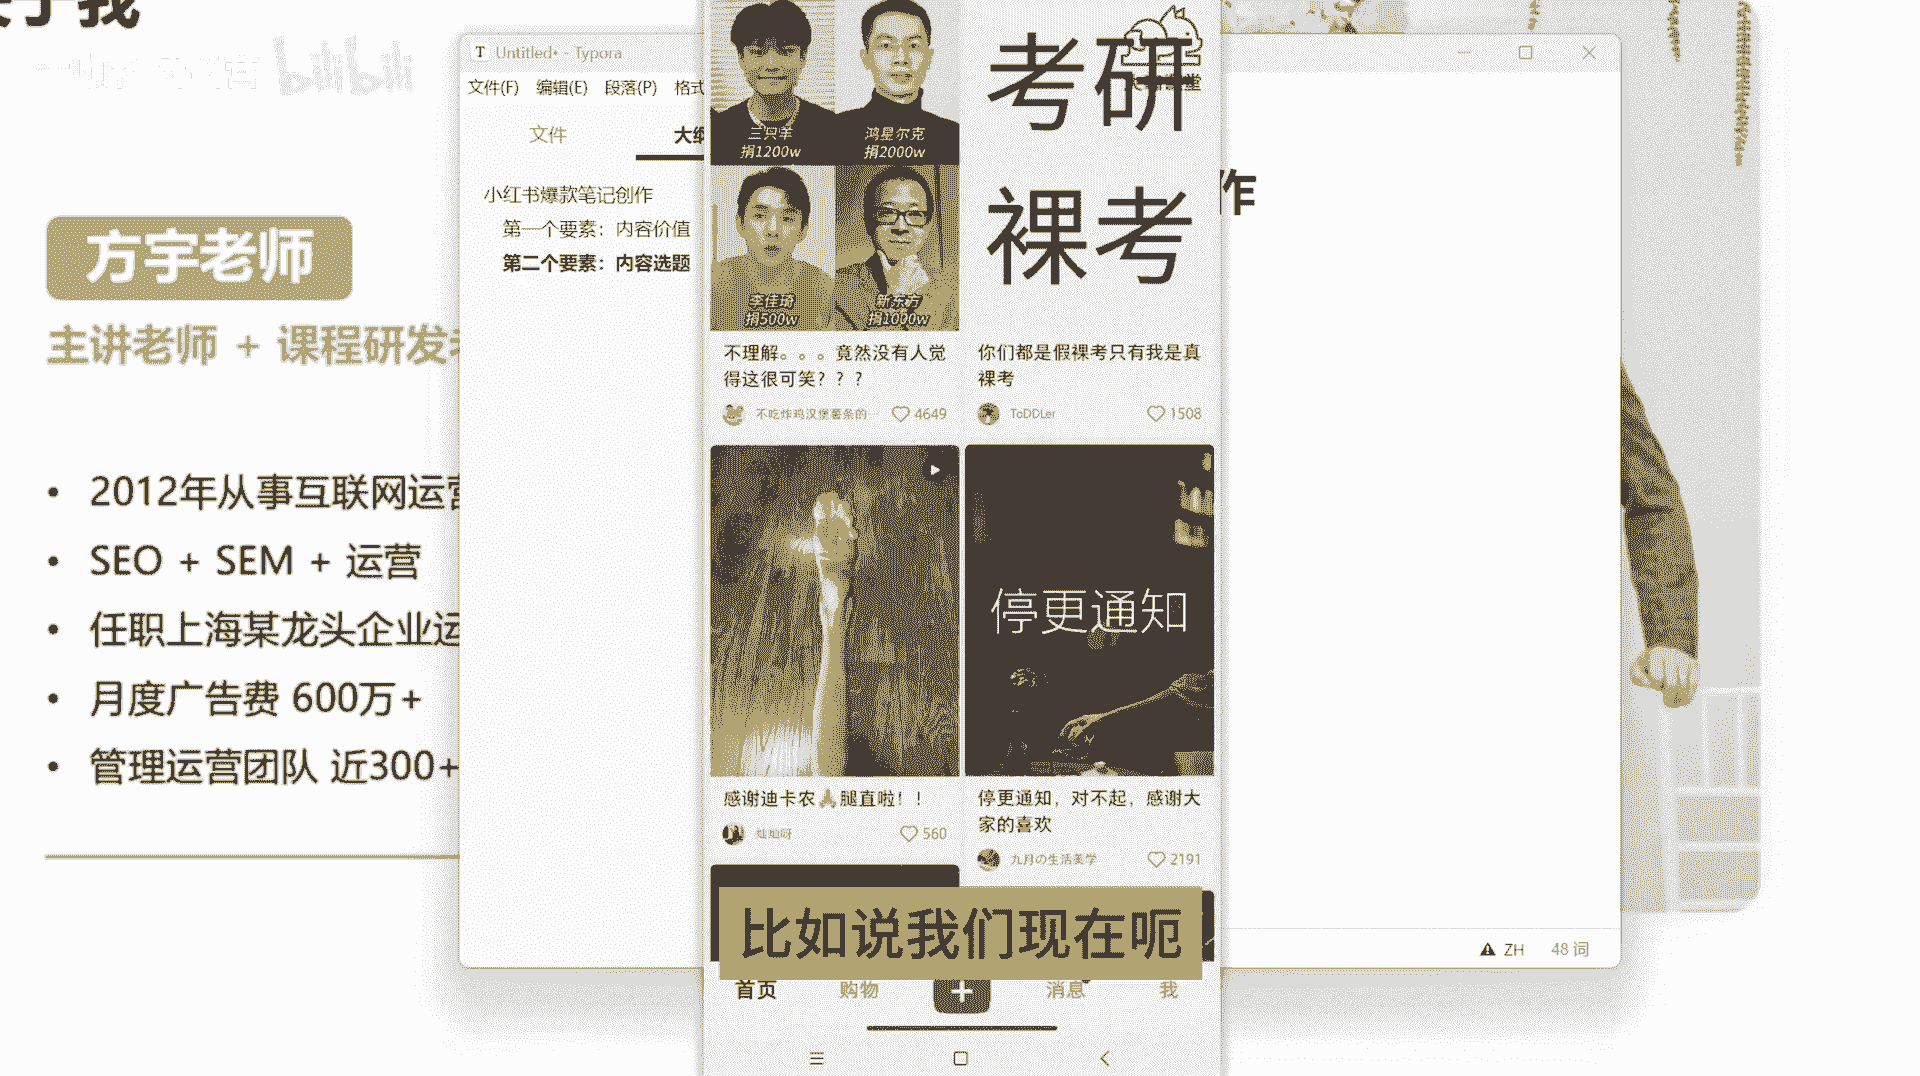 bilibili
方宇老师
主讲老师 + 课程研发
• 2012年从事互联网运营
• SEO + SEM + 运营
• 任职上海某龙头企业运
• 月度广告费 600万+
• 管理运营团队 近300+
T Untitled• - Typora
文件(F) 编辑(E) 段落(P) 格式
文件 大纲
小红书爆款笔记创作
第一个要素：内容价值
第二个要素：内容选题
作
三只羊
捐1200w
鸿星尔克
捐2000w
李佳琦
捐500w
新东方
捐1000w
不理解。。。竟然没有人觉
得这很可笑？？？
不吃炸鸡汉堡薯条的… 4649
考研
裸考
你们都是假裸考只有我是真
裸考
ToDDLer 1508
感谢迪卡农🙏腿直啦！！
灿灿呀 560
停更通知
停更通知，对不起，感谢大
家的喜欢
九月の生活美学 2191
比如说我们现在呃
首页 购物 消息 我
ZH 48 词